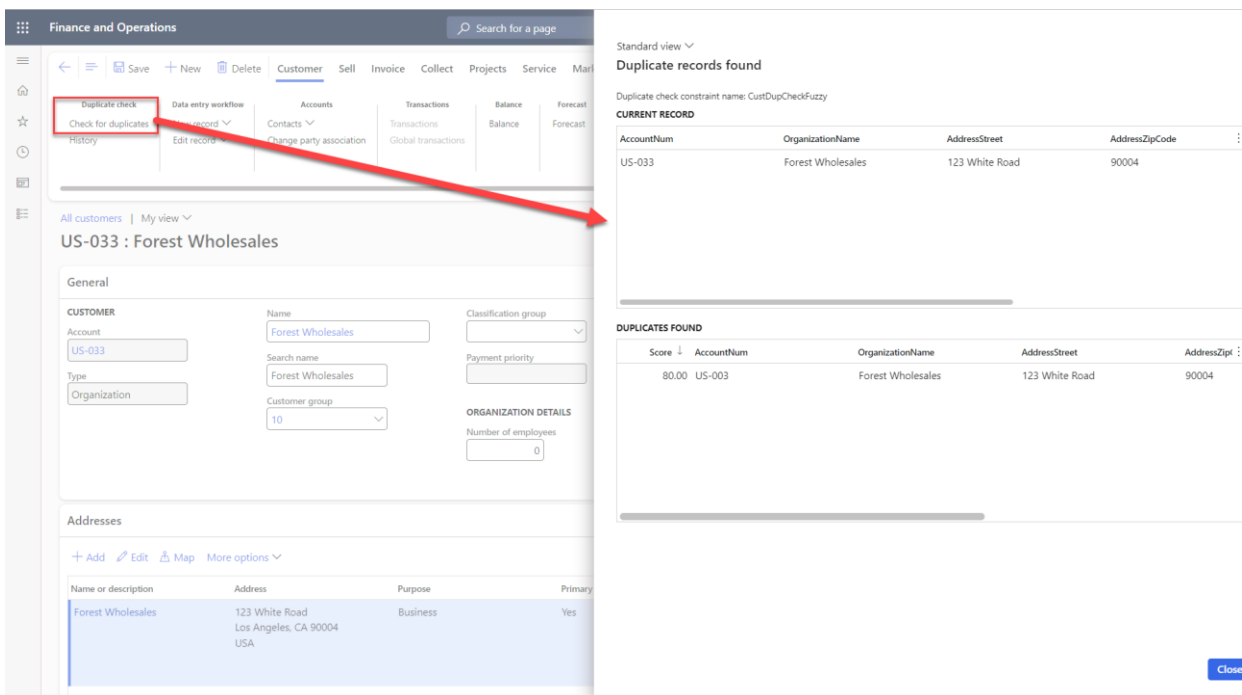 Finance and Operations
Search for a page
Save
New
Delete
Customer
Sell
Invoice
Collect
Projects
Service
Duplicate check
Data entry workflow
Accounts
Transactions
Balance
Forecast
Check for duplicates
record
Contacts
Transactions
Balance
Forecast
History
Edit record
Change party association
Global transactions
All customers | My view
US-033 : Forest Wholesales
General
CUSTOMER
Account
US-033
Type
Organization
Name
Forest Wholesales
Search name
Forest Wholesales
Customer group
10
Classification group
Payment priority
ORGANIZATION DETAILS
Number of employees
0
Addresses
Add
Edit
Map
More options
Name or description
Address
Purpose
Primary
Forest Wholesales
123 White Road
Business
Yes
Los Angeles, CA 90004
USA
Standard view
Duplicate records found
Duplicate check constraint name: CustDupCheckFuzzy
CURRENT RECORD
AccountNum
OrganizationName
AddressStreet
AddressZipCode
US-033
Forest Wholesales
123 White Road
90004
DUPLICATES FOUND
Score
AccountNum
OrganizationName
AddressStreet
AddressZip
80.00
US-003
Forest Wholesales
123 White Road
90004
Close